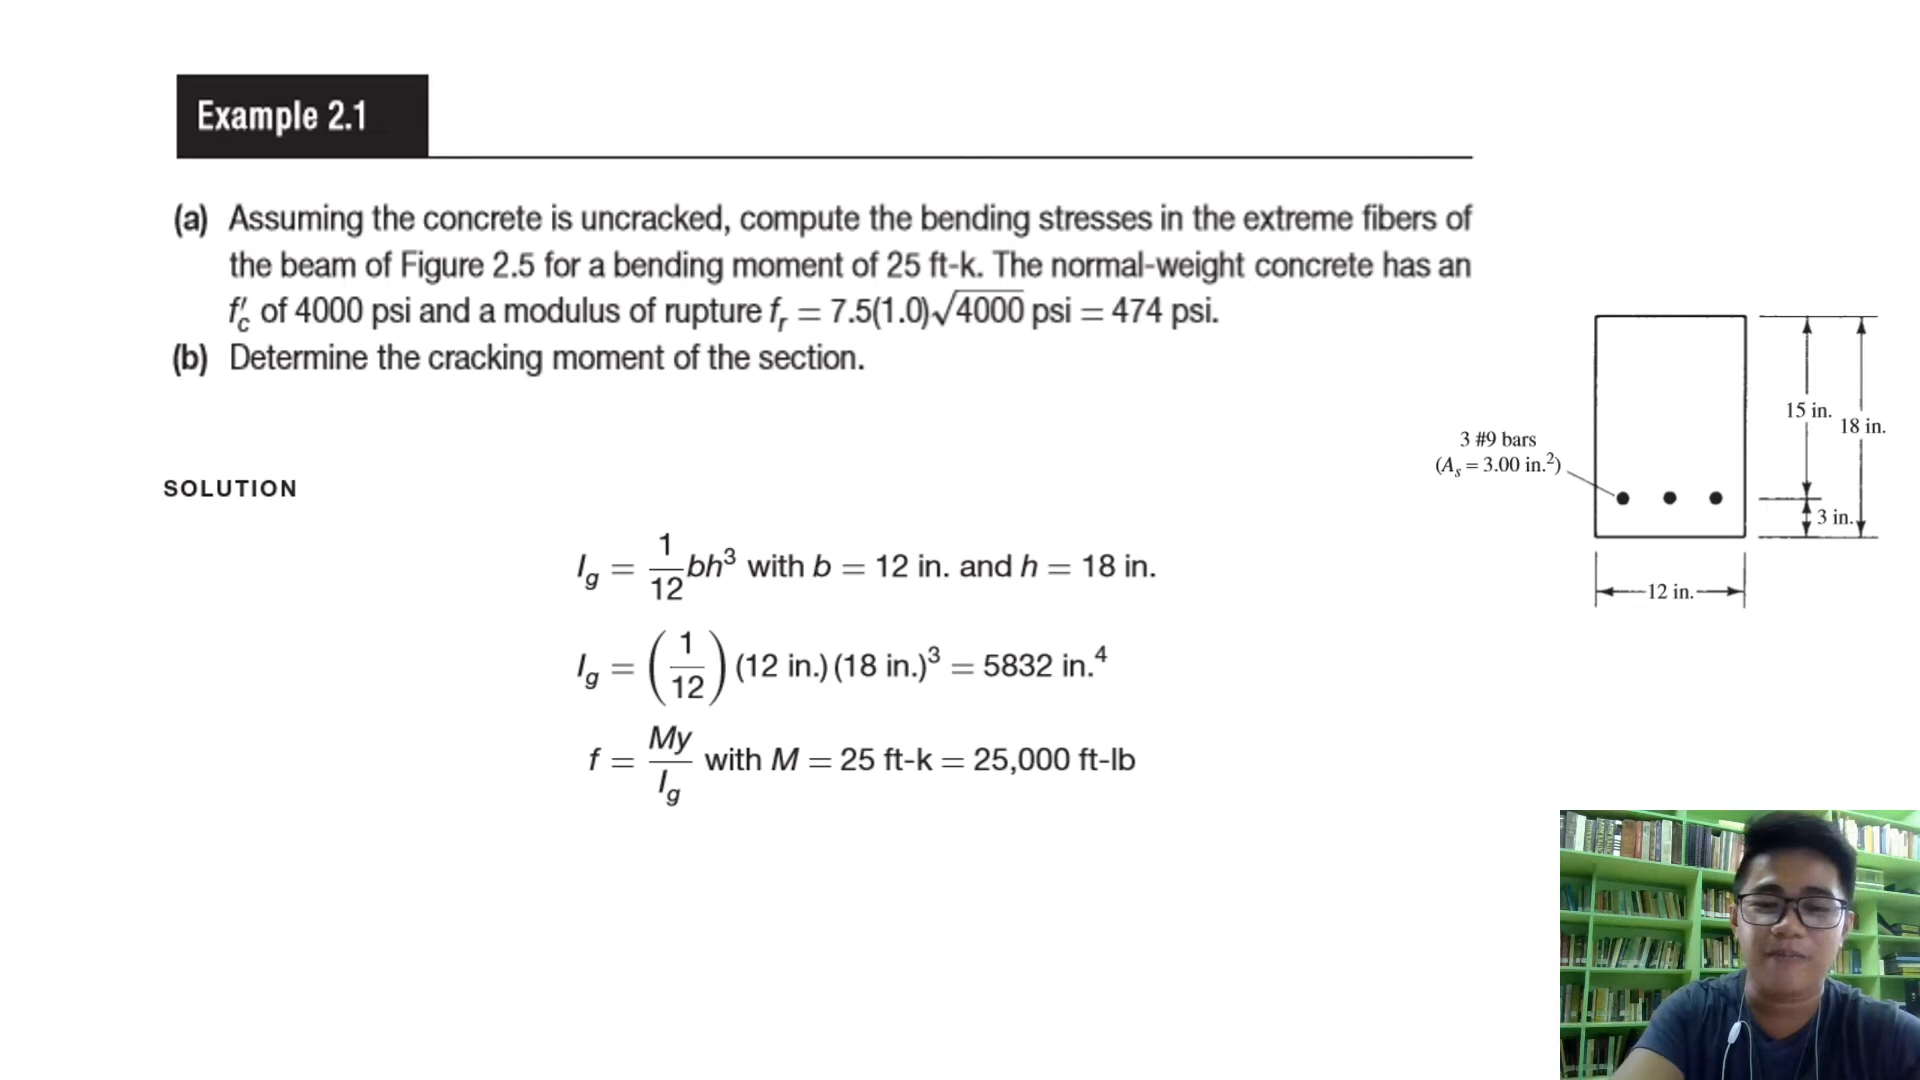 Example 2.1
(a) Assuming the concrete is uncracked, compute the bending stresses in the extreme fibers of
the beam of Figure 2.5 for a bending moment of 25 ft-k. The normal-weight concrete has an
f′c of 4000 psi and a modulus of rupture fr = 7.5(1.0)√4000 psi = 474 psi.
(b) Determine the cracking moment of the section.
SOLUTION
Ig = 1/12 bh³ with b = 12 in. and h = 18 in.
Ig = (1/12) (12 in.) (18 in.)³ = 5832 in.⁴
f = My/Ig with M = 25 ft-k = 25,000 ft-lb
15 in.
18 in.
3 #9 bars
(As = 3.00 in.²)
3 in.
12 in.